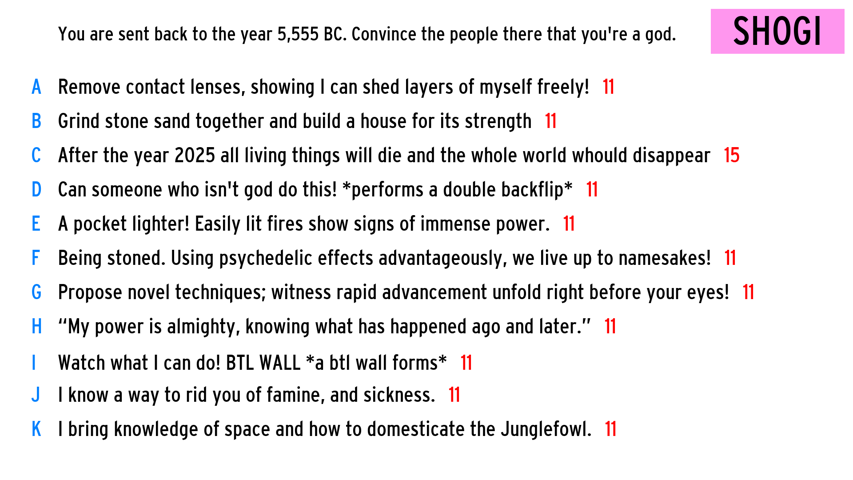 You are sent back to the year 5,555 BC. Convince the people there that you're a god.
SHOGI
A Remove contact lenses, showing I can shed layers of myself freely! 11
B Grind stone sand together and build a house for its strength 11
C After the year 2025 all living things will die and the whole world whould disappear 15
D Can someone who isn't god do this! *performs a double backflip* 11
E A pocket lighter! Easily lit fires show signs of immense power. 11
F Being stoned. Using psychedelic effects advantageously, we live up to namesakes! 11
G Propose novel techniques; witness rapid advancement unfold right before your eyes! 11
H “My power is almighty, knowing what has happened ago and later.” 11
I Watch what I can do! BTL WALL *a btl wall forms* 11
J I know a way to rid you of famine, and sickness. 11
K I bring knowledge of space and how to domesticate the Junglefowl. 11